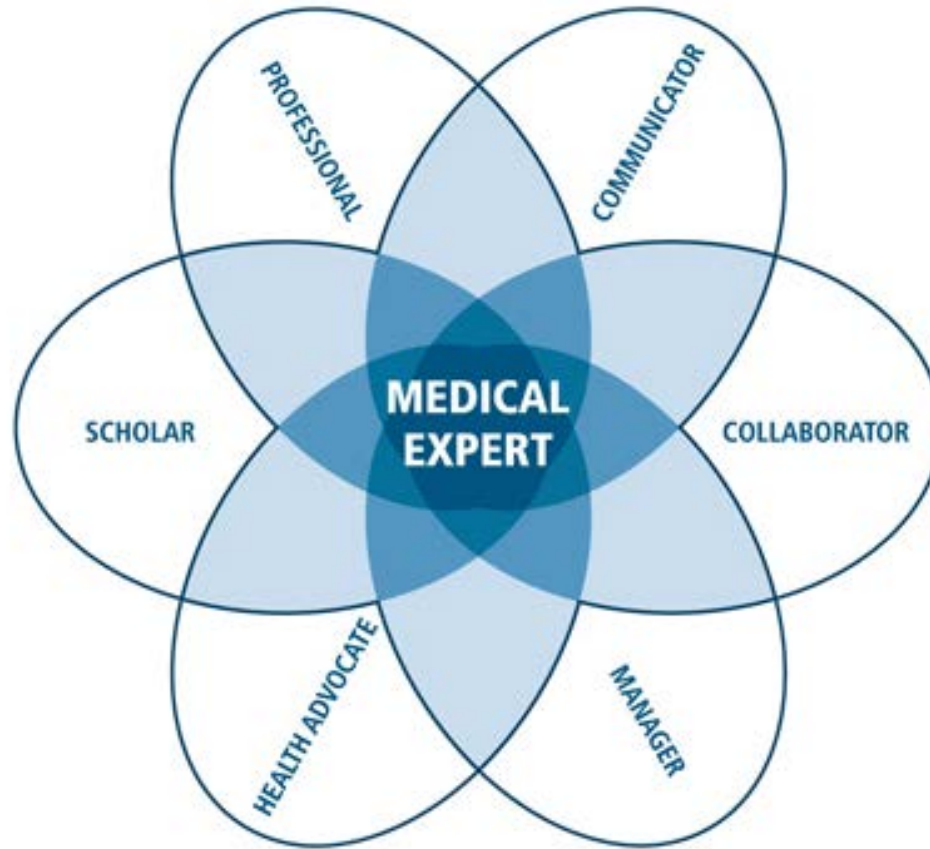 PROFESSIONAL
COMMUNICATOR
SCHOLAR
MEDICAL
EXPERT
COLLABORATOR
HEALTH ADVOCATE
MANAGER